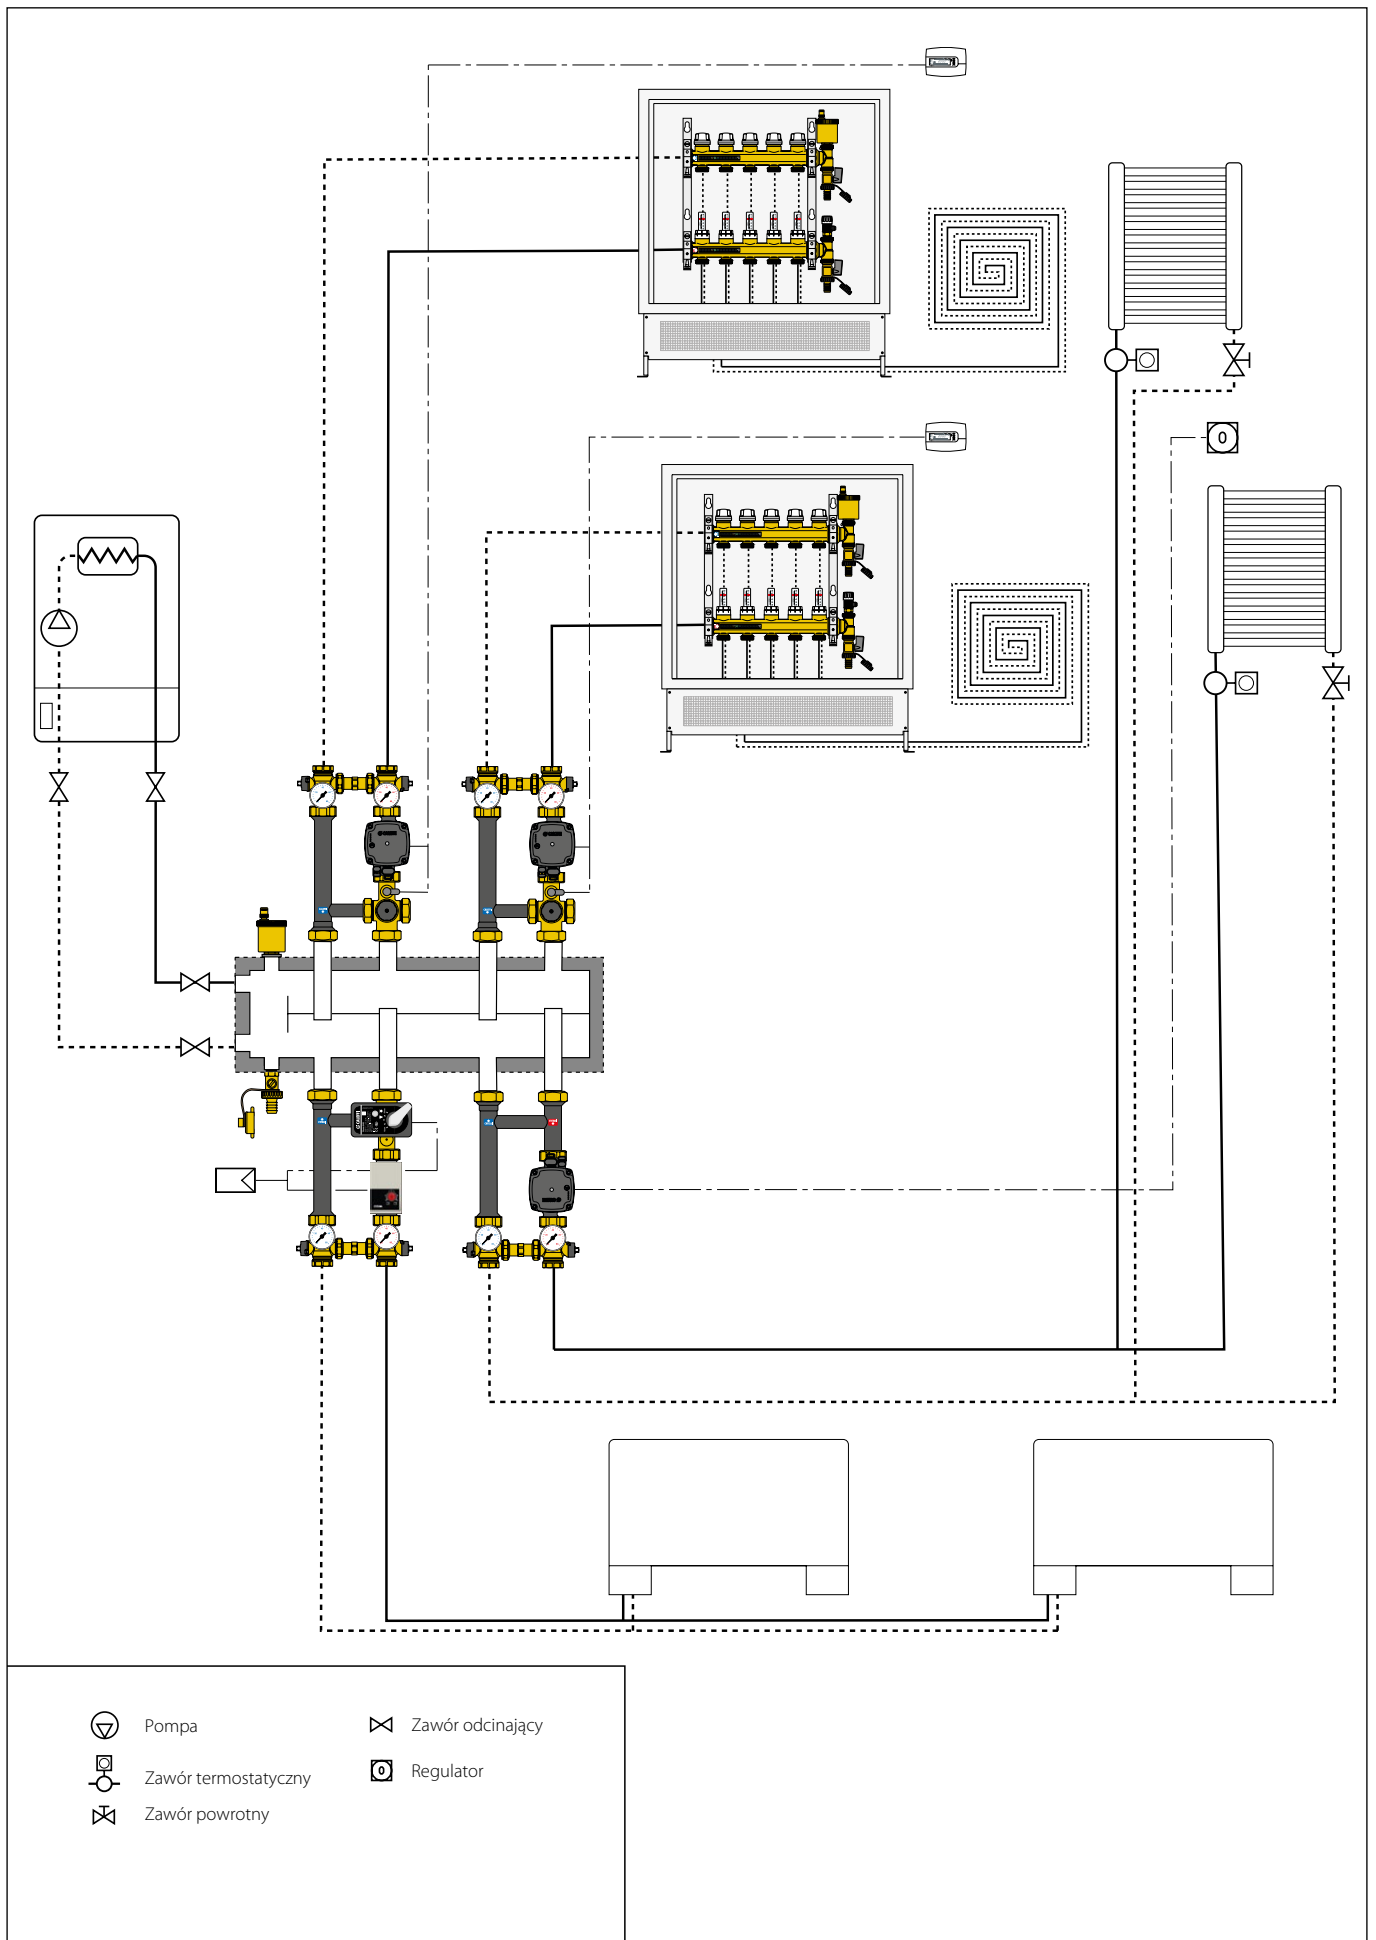 Pompa
Zawór termostatyczny
Zawór powrotny
Zawór odcinający
Regulator